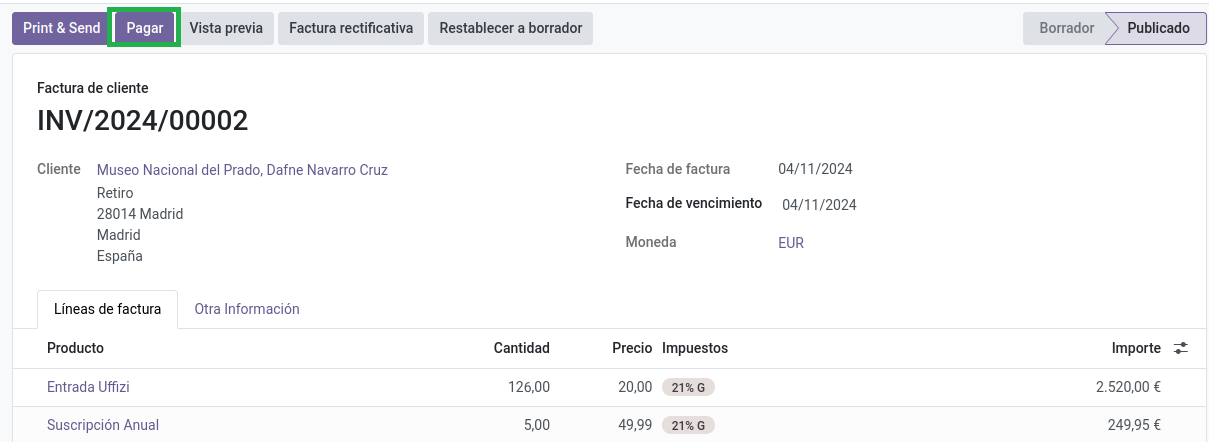 Print & Send Pagar Vista previa Factura rectificativa Restablecer a borrador Borrador Publicado
Factura de cliente
INV/2024/00002
Cliente Museo Nacional del Prado, Dafne Navarro Cruz Fecha de factura 04/11/2024
Retiro
28014 Madrid Fecha de vencimiento 04/11/2024
Madrid Moneda EUR
España
Líneas de factura Otra Información
Producto Cantidad Precio Impuestos Importe
Entrada Uffizi 126,00 20,00 21% G 2.520,00 €
Suscripción Anual 5,00 49,99 21% G 249,95 €